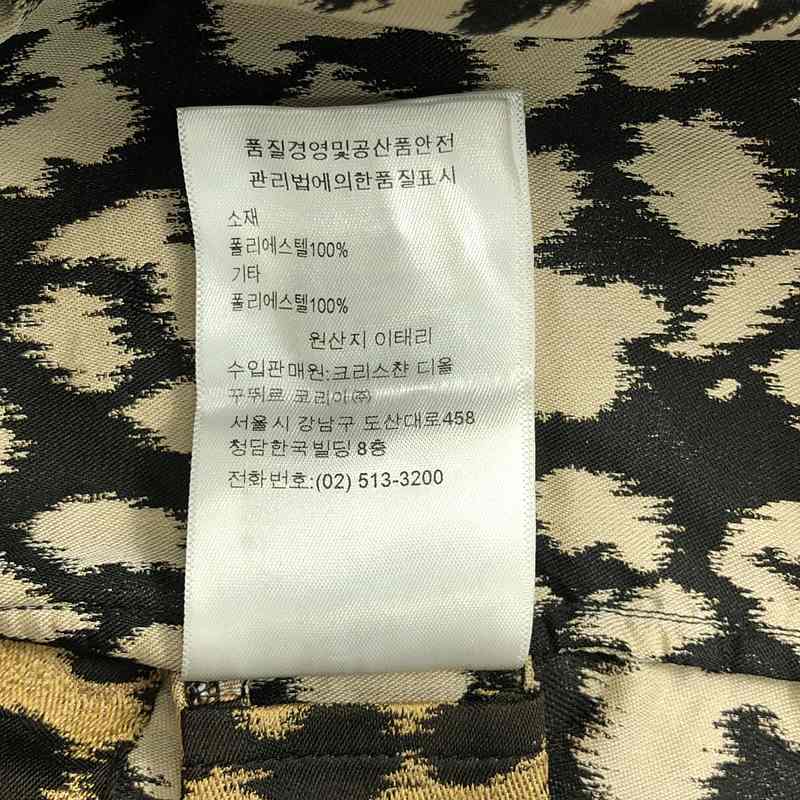 품질경영및공산품안전
관리법에의한품질표시
소재
폴리에스텔100%
기타
폴리에스텔100%
원산지 이태리
수입판매원:크리스챤 디올
꾸뛰르 코리아㈜
서울시 강남구 도산대로458
청담한국빌딩 8층
전화번호:(02) 513-3200